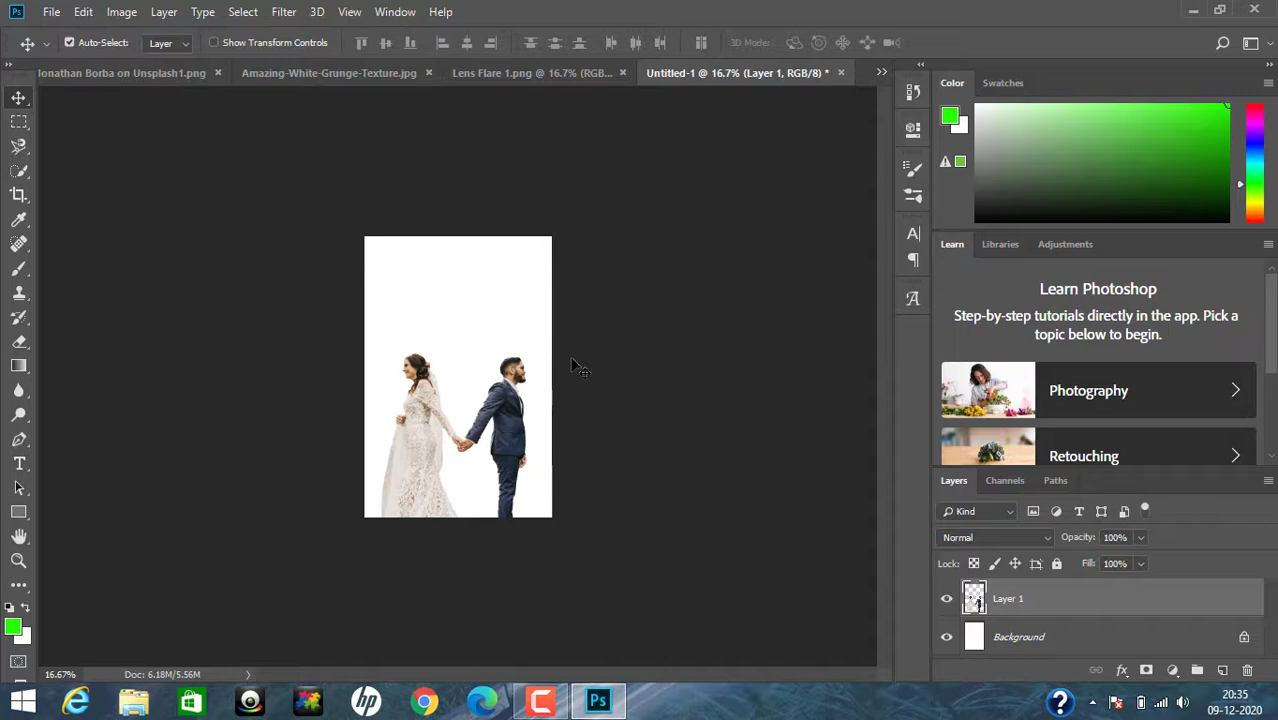 Ps File Edit Image Layer Type Select Filter 3D View Window Help
Auto-Select: Layer Show Transform Controls 3D Mode:
Jonathan Borba on Unsplash1.png × Amazing-White-Grunge-Texture.jpg × Lens Flare 1.png @ 16.7% (RGB... × Untitled-1 @ 16.7% (Layer 1, RGB/8) * ×
Color Swatches
Learn Libraries Adjustments
Learn Photoshop
Step-by-step tutorials directly in the app. Pick a
topic below to begin.
Photography
Retouching
Layers Channels Paths
Kind
Normal Opacity: 100%
Lock: Fill: 100%
Layer 1
Background
fx
16.67% Doc: 6.18M/5.56M
hp Ps
20:35
09-12-2020